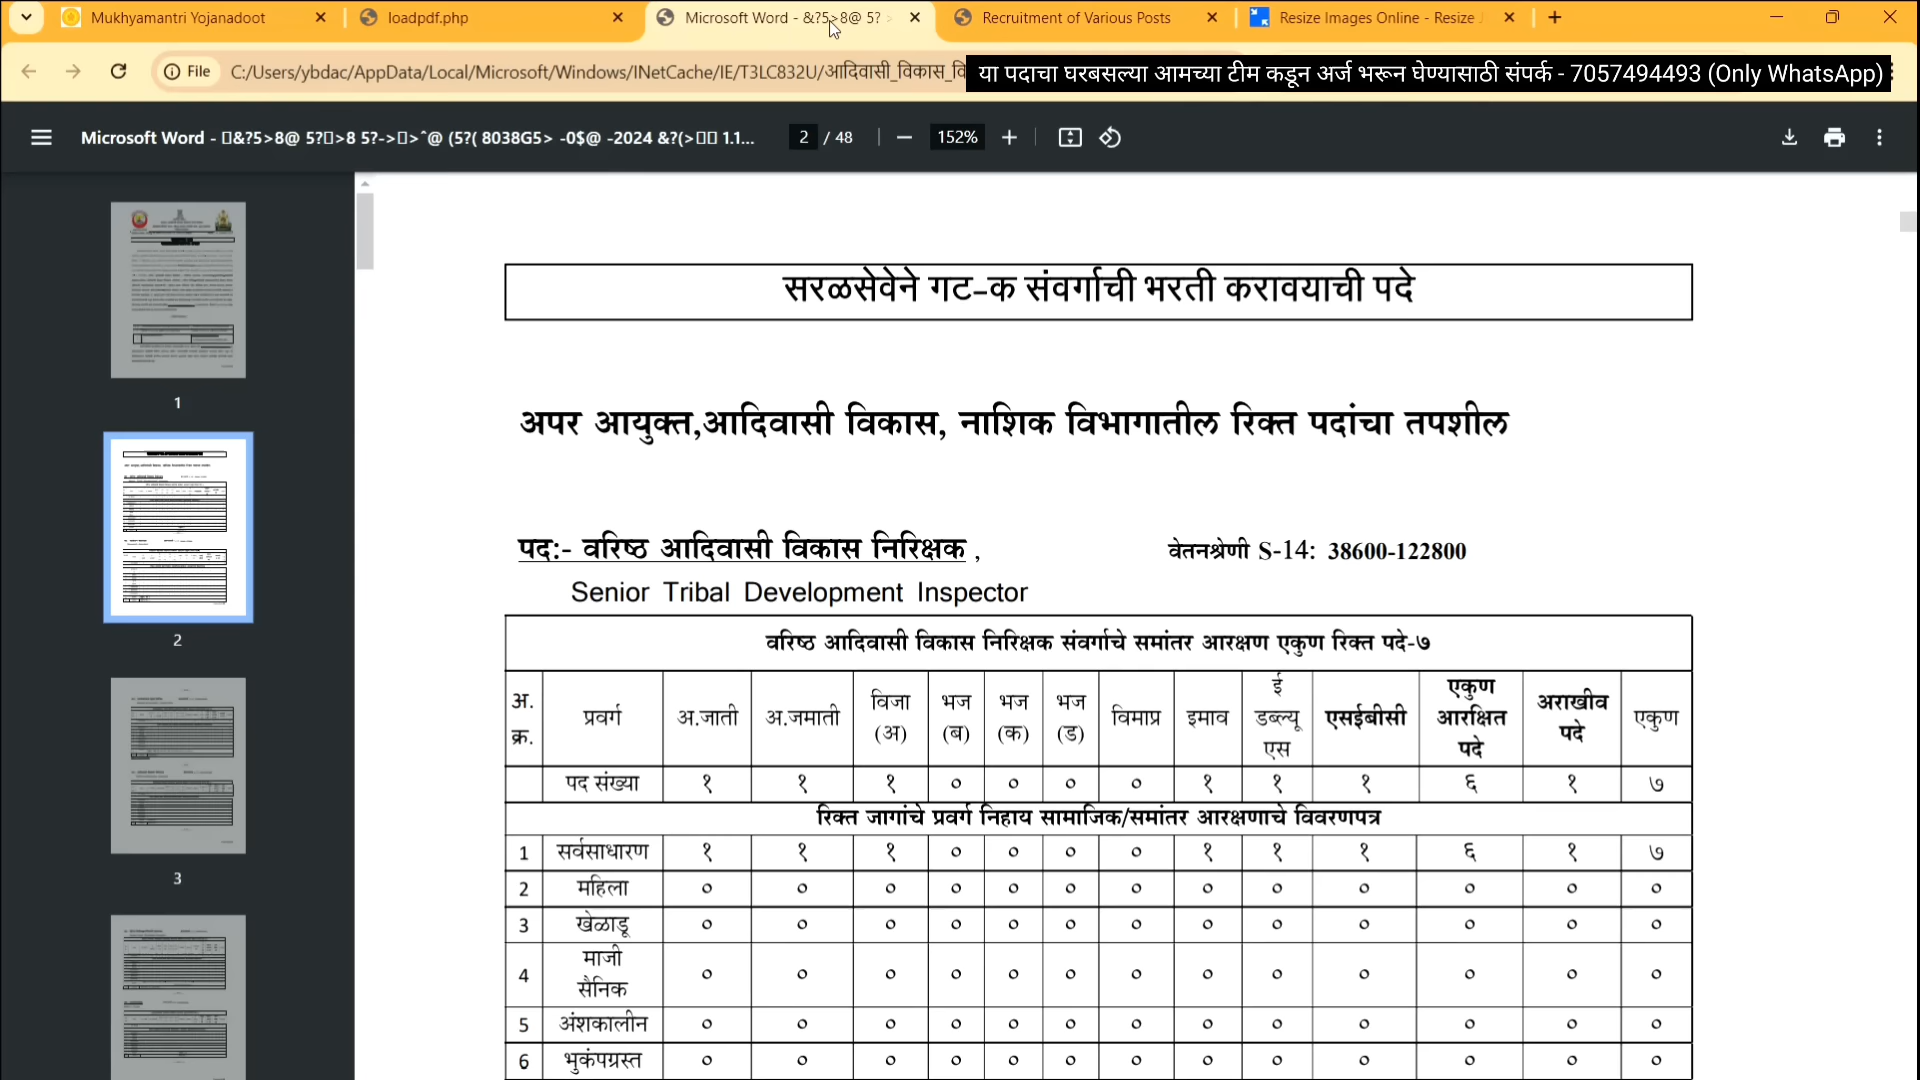 Mukhyamantri Yojanadoot
loadpdf.php
Microsoft Word - &?5>8@ 5?
Recruitment of Various Posts
Resize Images Online - Resize
File
C:/Users/ybdac/AppData/Local/Microsoft/Windows/INetCache/IE/T3LC832U/आदिवासी_विकास_वि
या पदाचा घरबसल्या आमच्या टीम कडून अर्ज भरून घेण्यासाठी संपर्क - 7057494493 (Only WhatsApp)
Microsoft Word - ▯&?5>8@ 5?▯>8 5?->▯>ˆ@ (5?( 8038G5> -0$@ -2024 &?(>▯▯ 1.1...
2 / 48
152%
1
2
3
सरळसेवेने गट-क संवर्गाची भरती करावयाची पदे
अपर आयुक्त,आदिवासी विकास, नाशिक विभागातील रिक्त पदांचा तपशील
पद:- वरिष्ठ आदिवासी विकास निरिक्षक , वेतनश्रेणी S-14: 38600-122800
Senior Tribal Development Inspector
वरिष्ठ आदिवासी विकास निरिक्षक संवर्गाचे समांतर आरक्षण एकुण रिक्त पदे-७
अ. क्र. प्रवर्ग अ.जाती अ.जमाती विजा (अ) भज (ब) भज (क) भज (ड) विमाप्र इमाव ई डब्ल्यू एस एसईबीसी एकुण आरक्षित पदे अराखीव पदे एकुण
पद संख्या १ १ १ ० ० ० ० १ १ १ ६ १ ७
रिक्त जागांचे प्रवर्ग निहाय सामाजिक/समांतर आरक्षणाचे विवरणपत्र
1 सर्वसाधारण १ १ १ ० ० ० ० १ १ १ ६ १ ७
2 महिला ० ० ० ० ० ० ० ० ० ० ० ० ०
3 खेळाडू ० ० ० ० ० ० ० ० ० ० ० ० ०
4 माजी सैनिक ० ० ० ० ० ० ० ० ० ० ० ० ०
5 अंशकालीन ० ० ० ० ० ० ० ० ० ० ० ० ०
6 भुकंपग्रस्त ० ० ० ० ० ० ० ० ० ० ० ० ०